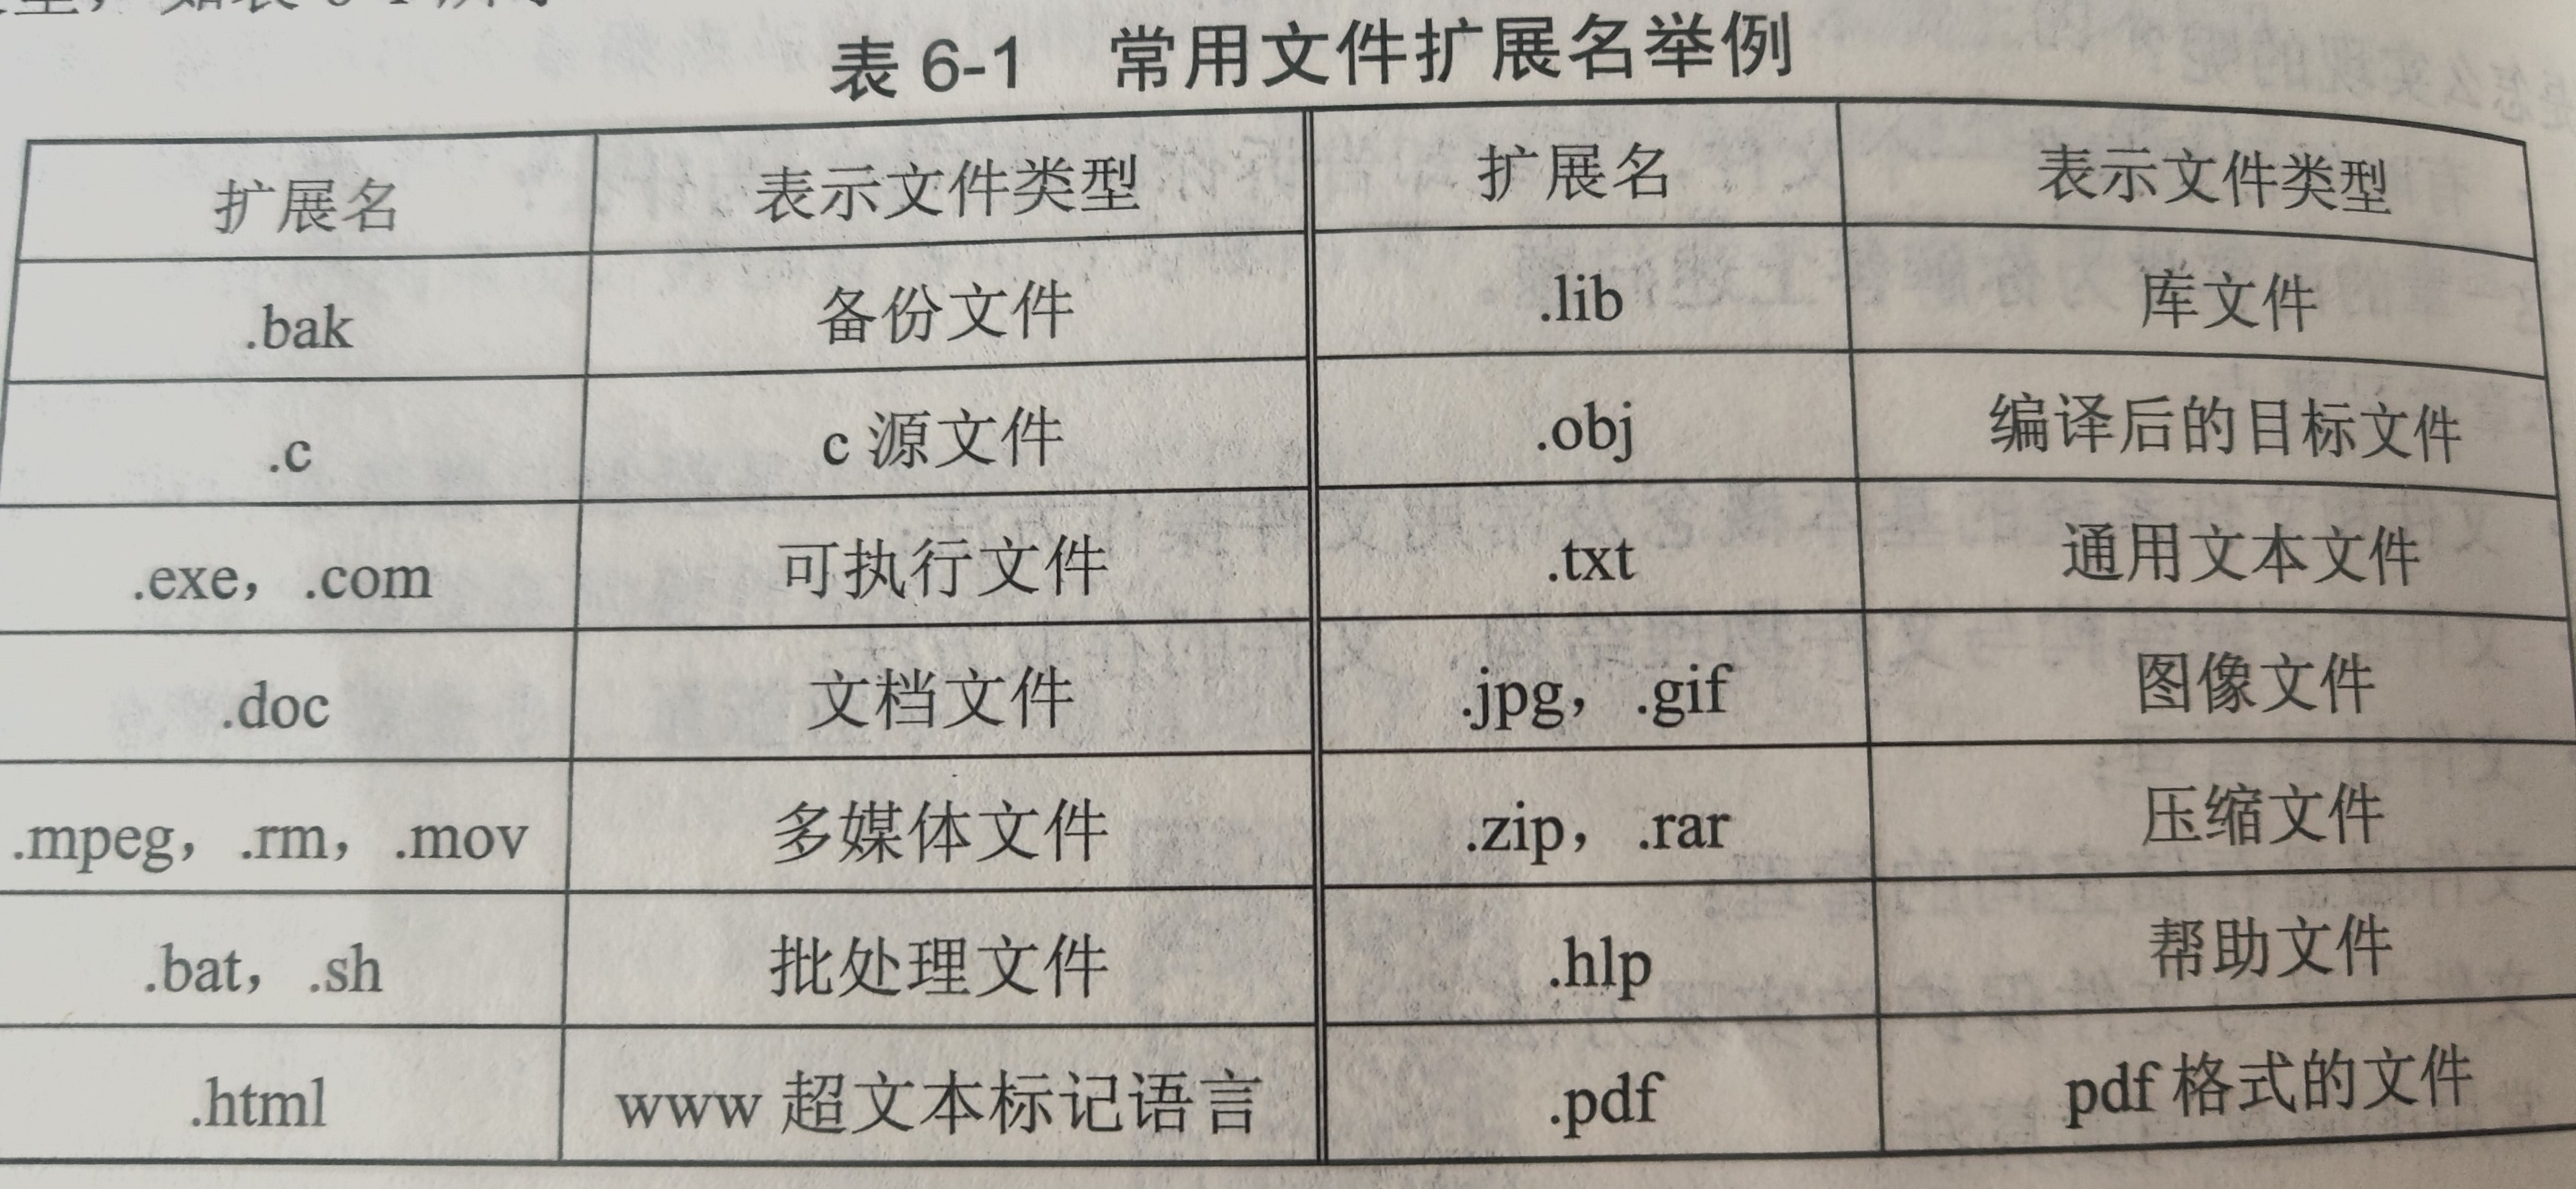 如表 6-1 所示
表 6-1 常用文件扩展名举例
扩展名 表示文件类型 扩展名 表示文件类型
.bak 备份文件 .lib 库文件
.c c 源文件 .obj 编译后的目标文件
.exe，.com 可执行文件 .txt 通用文本文件
.doc 文档文件 .jpg，.gif 图像文件
.mpeg，.rm，.mov 多媒体文件 .zip，.rar 压缩文件
.bat，.sh 批处理文件 .hlp 帮助文件
.html www 超文本标记语言 .pdf pdf 格式的文件